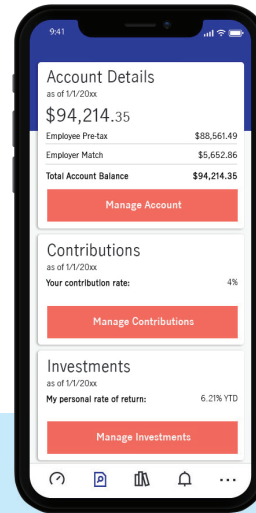 9:41
Account Details
as of 1/1/20xx
$94,214.35
Employee Pre-tax $88,561.49
Employer Match $5,652.86
Total Account Balance $94,214.35
Manage Account
Contributions
as of 1/1/20xx
Your contribution rate: 4%
Manage Contributions
Investments
as of 1/1/20xx
My personal rate of return: 6.21% YTD
Manage Investments